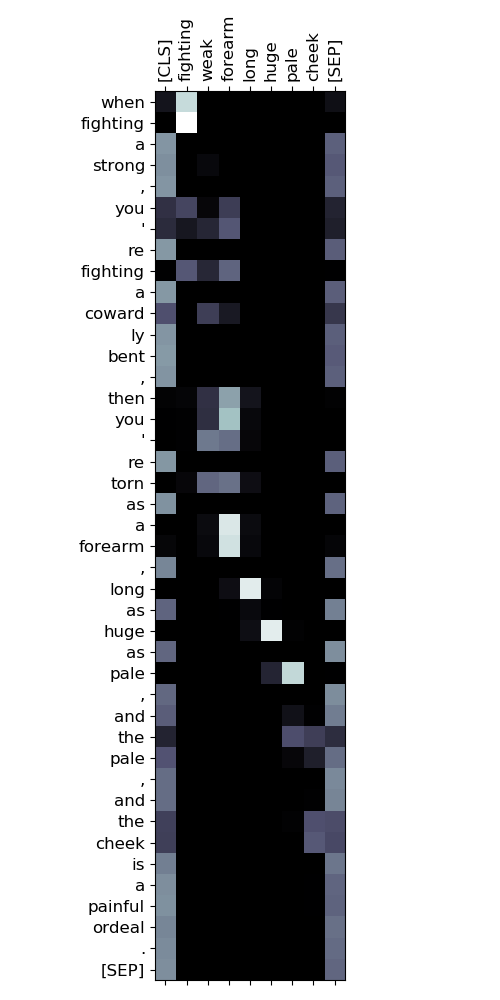 [CLS] fighting weak forearm long huge pale cheek [SEP]
when
fighting
a
strong
,
you
'
re
fighting
a
coward
ly
bent
,
then
you
'
re
torn
as
a
forearm
,
long
as
huge
as
pale
,
and
the
pale
,
and
the
cheek
is
a
painful
ordeal
.
[SEP]